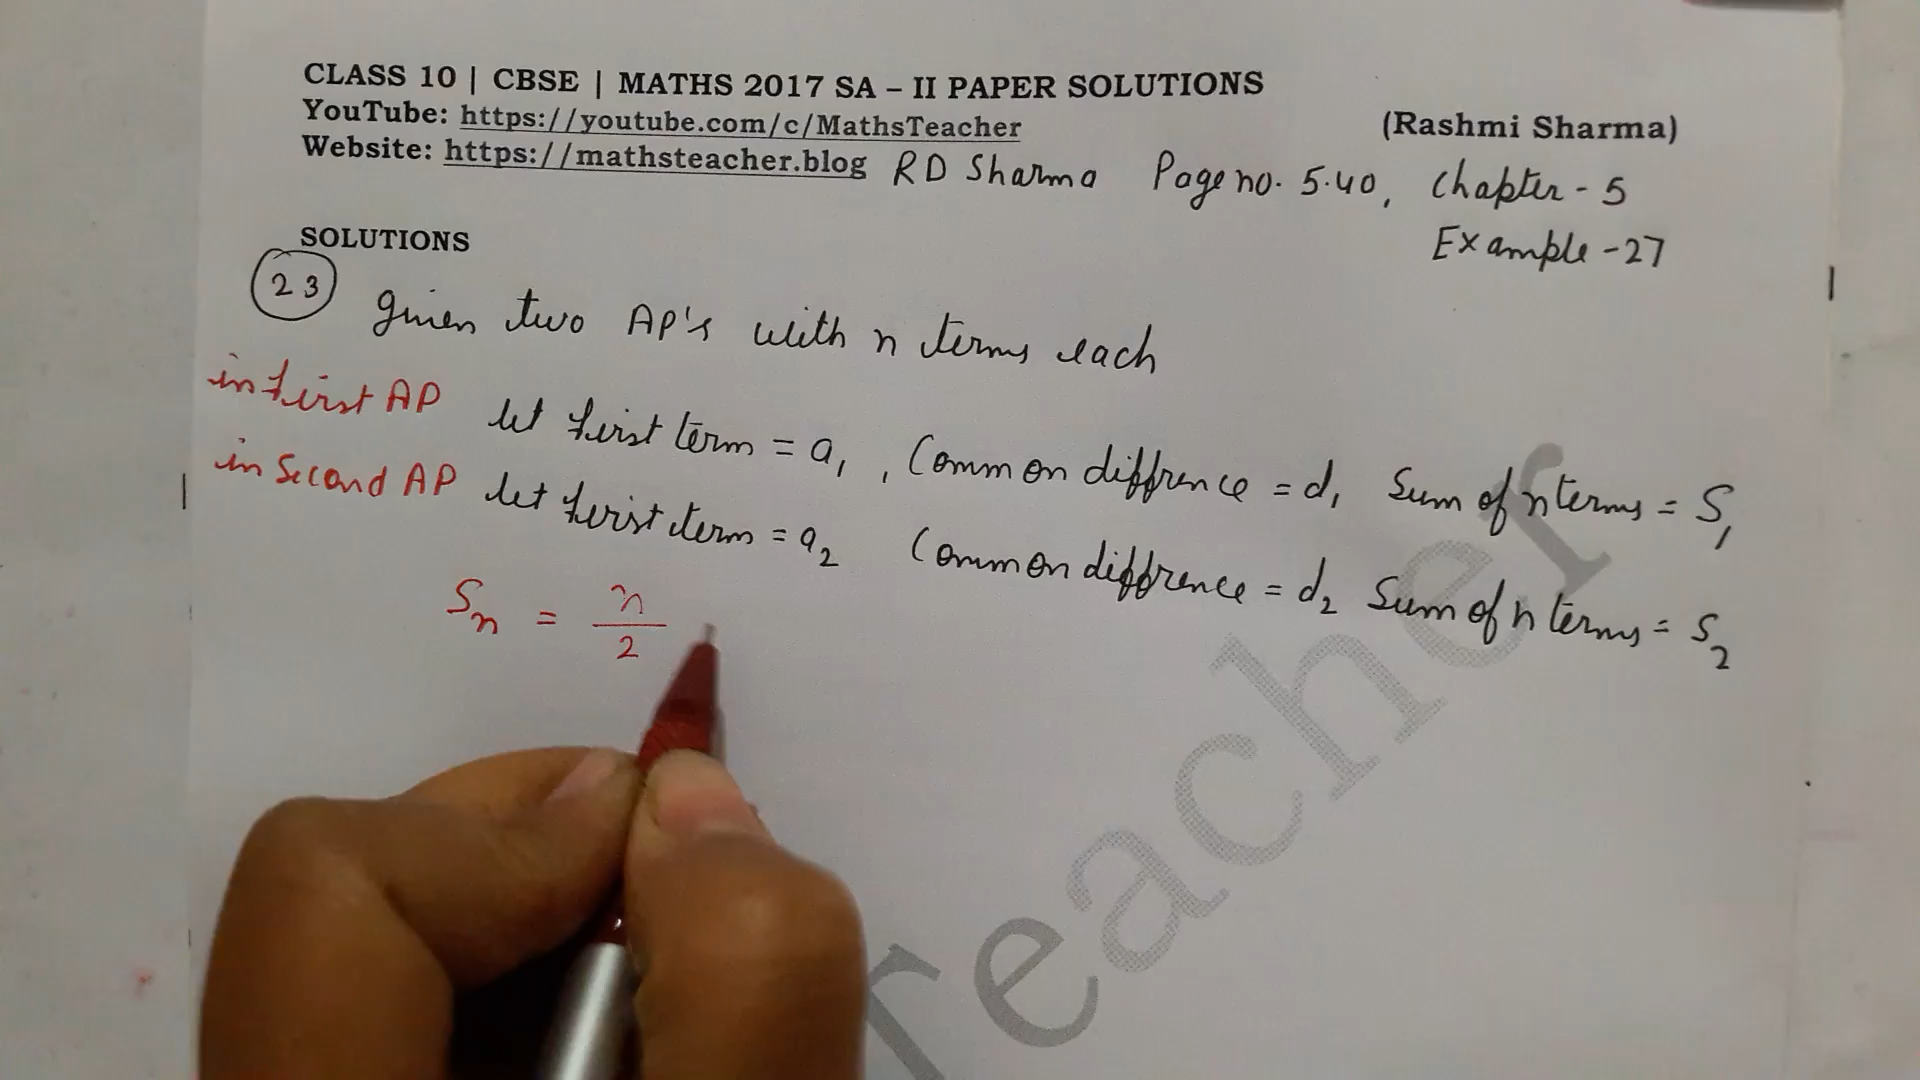 CLASS 10 | CBSE | MATHS 2017 SA – II PAPER SOLUTIONS
YouTube: https://youtube.com/c/MathsTeacher (Rashmi Sharma)
Website: https://mathsteacher.blog RD Sharma Page no. 5.40, Chapter - 5
Example - 27
SOLUTIONS
23 given two AP's with n terms each
in first AP let first term = a₁, Common diffrence = d₁ Sum of n terms = S₁
in Second AP let first term = a₂ Common diffrence = d₂ Sum of n terms = S₂
Sₙ = n/2
reacher